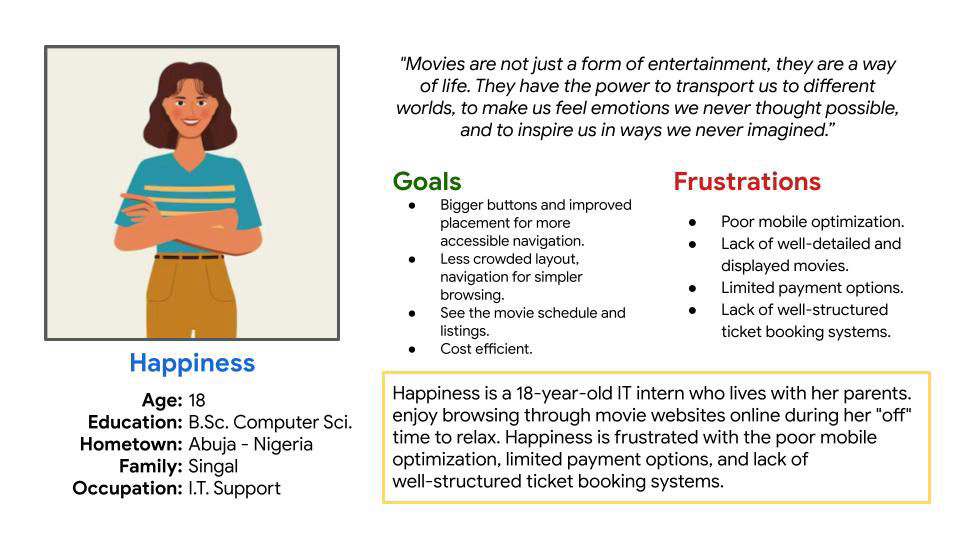 "Movies are not just a form of entertainment, they are a way
of life. They have the power to transport us to different
worlds, to make us feel emotions we never thought possible,
and to inspire us in ways we never imagined.”
Goals
● Bigger buttons and improved
placement for more
accessible navigation.
● Less crowded layout,
navigation for simpler
browsing.
● See the movie schedule and
listings.
● Cost efficient.
Frustrations
● Poor mobile optimization.
● Lack of well-detailed and
displayed movies.
● Limited payment options.
● Lack of well-structured
ticket booking systems.
Happiness
Age: 18
Education: B.Sc. Computer Sci.
Hometown: Abuja - Nigeria
Family: Singal
Occupation: I.T. Support
Happiness is a 18-year-old IT intern who lives with her parents.
enjoy browsing through movie websites online during her "off"
time to relax. Happiness is frustrated with the poor mobile
optimization, limited payment options, and lack of
well-structured ticket booking systems.